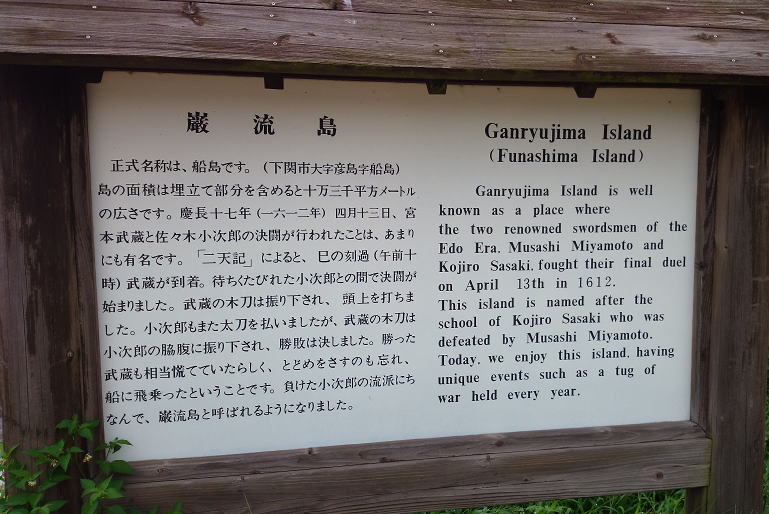 巌流島
正式名称は、船島です。（下関市大字彦島字船島）
島の面積は埋立て部分を含めると十万三千平方メートル
の広さです。慶長十七年（一六一二年）四月十三日、宮
本武蔵と佐々木小次郎の決闘が行われたことは、あまり
にも有名です。「二天記」によると、巳の刻過（午前十
時）武蔵が到着。待ちくたびれた小次郎との間で決闘が
始まりました。武蔵の木刀は振り下され、頭上を打ちま
した。小次郎もまた太刀を払いましたが、武蔵の木刀は
小次郎の脇腹に振り下され、勝敗は決しました。勝った
武蔵も相当慌てていたらしく、とどめをさすのも忘れ、
船に飛乗ったということです。負けた小次郎の流派にち
なんで、巌流島と呼ばれるようになりました。
Ganryujima Island
(Funashima Island)
Ganryujima Island is well
known as a place where
the two renowned swordsmen of the
Edo Era, Musashi Miyamoto and
Kojiro Sasaki, fought their final duel
on April 13th in 1612.
This island is named after the
school of Kojiro Sasaki who was
defeated by Musashi Miyamoto.
Today, we enjoy this island, having
unique events such as a tug of
war held every year.